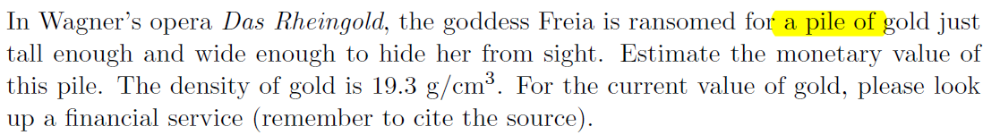 In Wagner's opera Das Rheingold, the goddess Freia is ransomed for a pile of gold just
tall enough and wide enough to hide her from sight. Estimate the monetary value of
this pile. The density of gold is 19.3 g/cm³. For the current value of gold, please look
up a financial service (remember to cite the source).